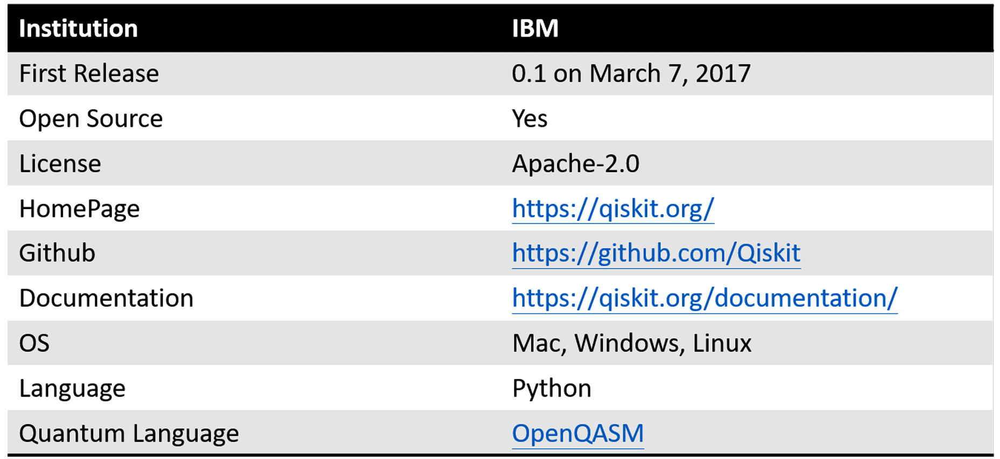 Institution IBM
First Release 0.1 on March 7, 2017
Open Source Yes
License Apache-2.0
HomePage https://qiskit.org/
Github https://github.com/Qiskit
Documentation https://qiskit.org/documentation/
OS Mac, Windows, Linux
Language Python
Quantum Language OpenQASM